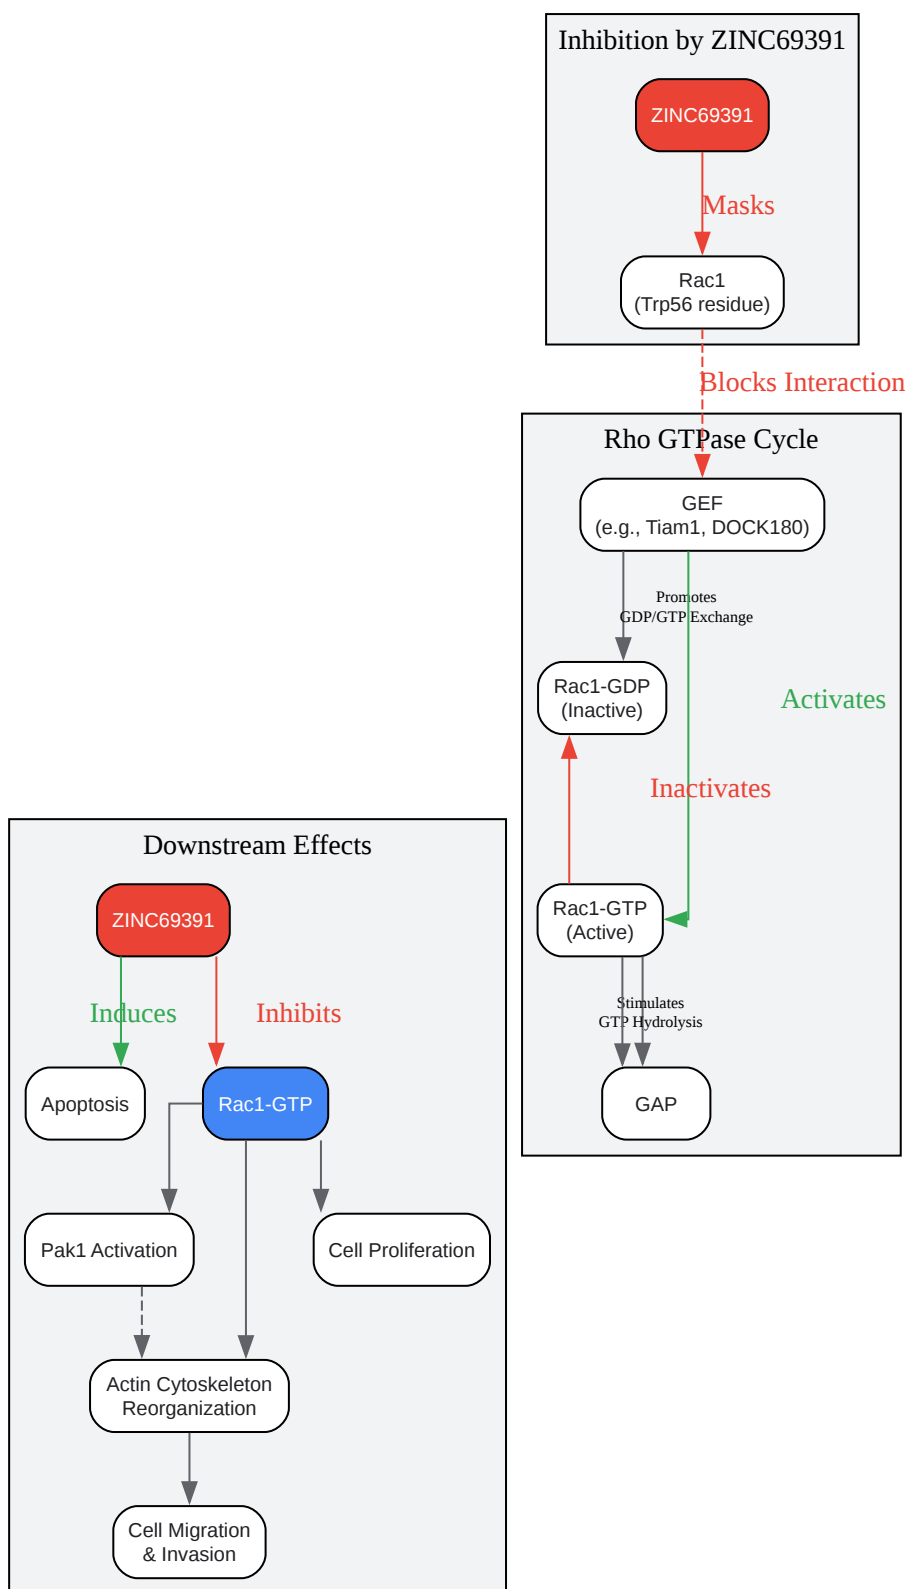 Inhibition by ZINC69391
ZINC69391
Masks
Rac1
(Trp56 residue)
Blocks Interaction
Rho GTPase Cycle
GEF
(e.g., Tiam1, DOCK180)
Promotes
GDP/GTP Exchange
Rac1-GDP
(Inactive)
Activates
Inactivates
Rac1-GTP
(Active)
Stimulates
GTP Hydrolysis
GAP
Downstream Effects
ZINC69391
Induces
Inhibits
Apoptosis
Rac1-GTP
Pak1 Activation
Cell Proliferation
Actin Cytoskeleton
Reorganization
Cell Migration
& Invasion